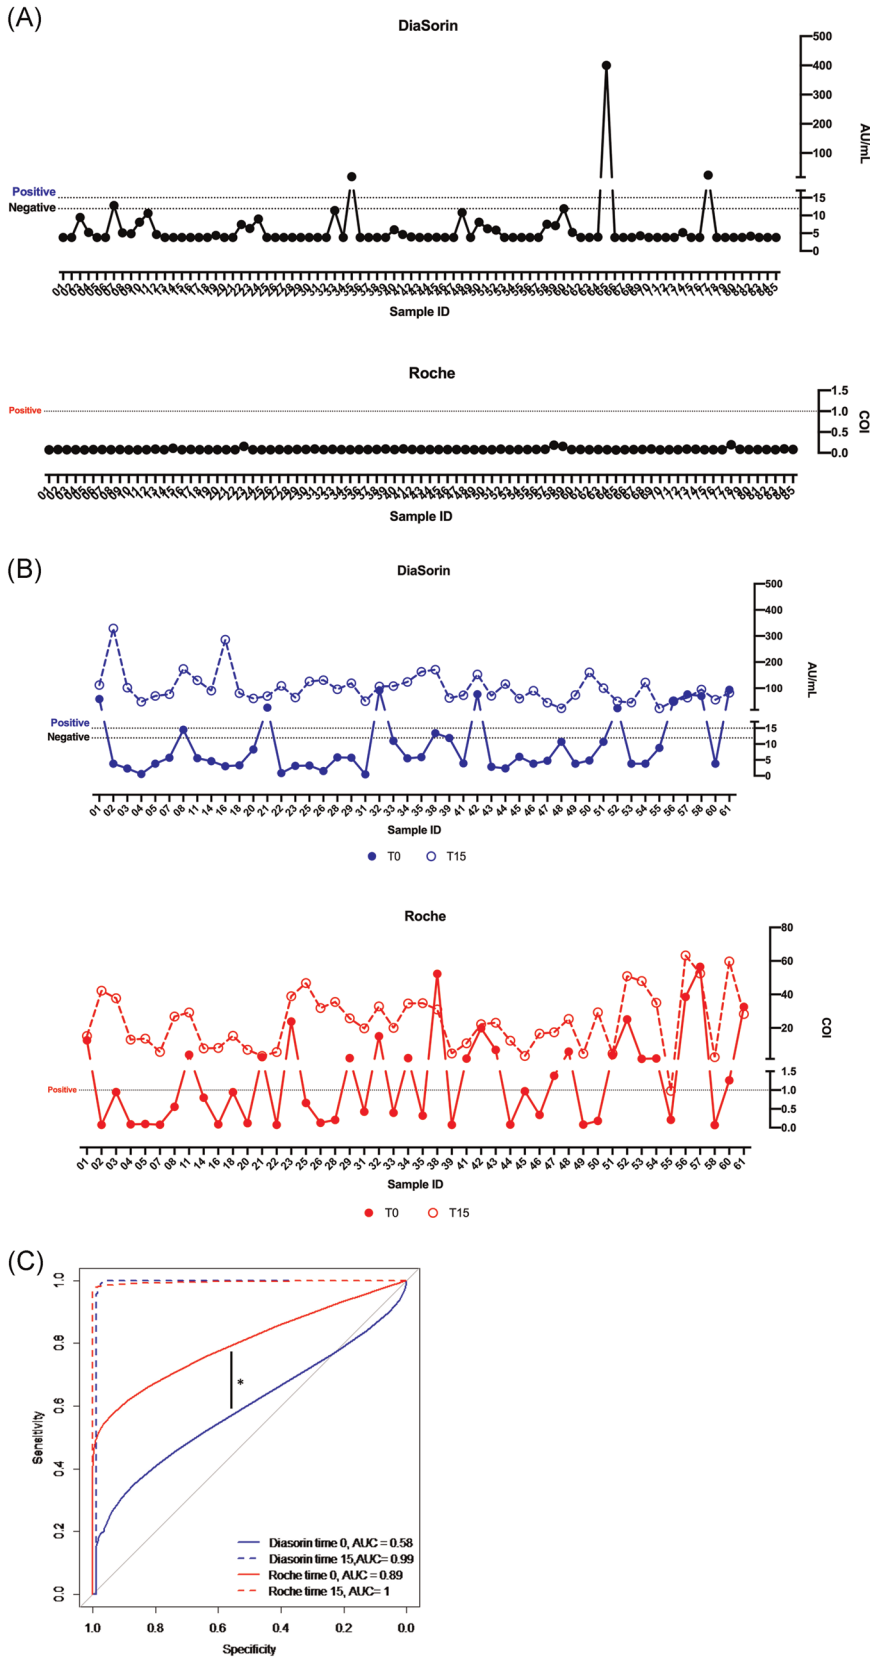 (A)
DiaSorin
500
400
300
200
100
AU/mL
Positive
Negative
15
10
5
0
Sample ID
Roche
Positive
1.5
1.0
0.5
0.0
COI
Sample ID
(B)
DiaSorin
500
400
300
200
100
AU/mL
Positive
Negative
15
10
5
0
01 02 03 04 05 07 08 11 14 16 18 20 21 22 23 25 26 28 29 31 32 33 34 35 38 39 41 42 43 44 45 46 47 48 49 50 51 52 53 54 55 56 57 58 60 61
Sample ID
T0 T15
Roche
80
60
40
20
COI
Positive
1.5
1.0
0.5
0.0
01 02 03 04 05 07 08 11 14 16 18 20 21 22 23 25 26 28 29 31 32 33 34 35 38 39 41 42 43 44 45 46 47 48 49 50 51 52 53 54 55 56 57 58 60 61
Sample ID
T0 T15
(C)
1.0
0.8
0.6
0.4
0.2
0.0
Sensitivity
*
Diasorin time 0, AUC = 0.58
Diasorin time 15,AUC= 0.99
Roche time 0, AUC = 0.89
Roche time 15, AUC= 1
1.0 0.8 0.6 0.4 0.2 0.0
Specificity